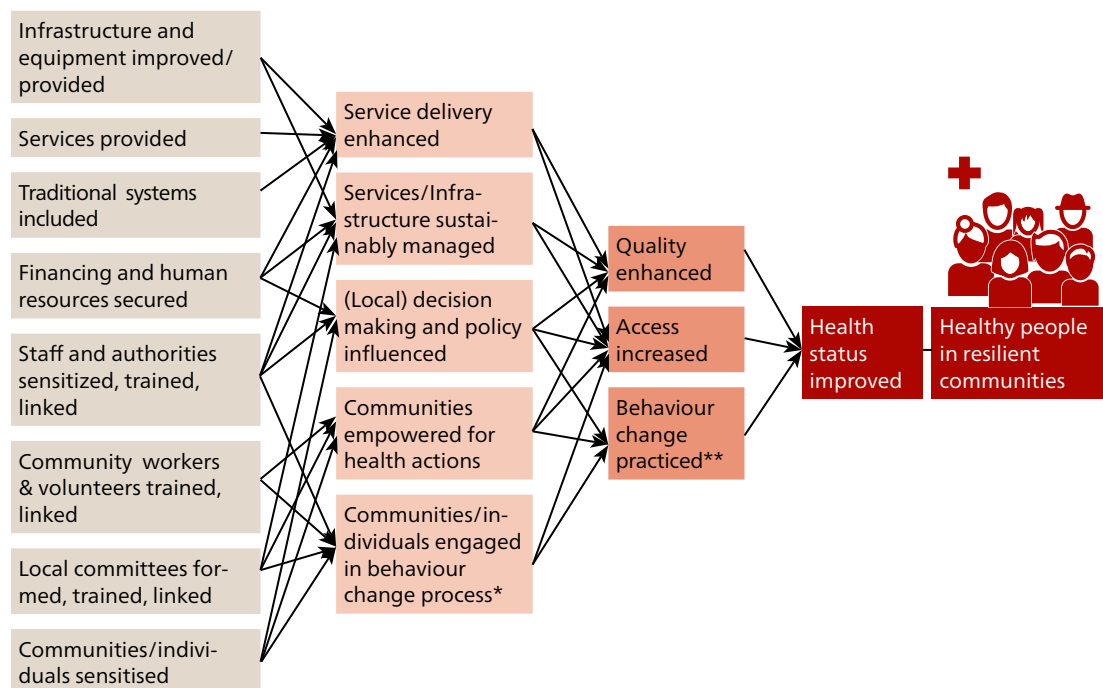 Infrastructure and
equipment improved/
provided
Services provided
Traditional systems
included
Financing and human
resources secured
Staff and authorities
sensitized, trained,
linked
Community workers
& volunteers trained,
linked
Local committees for-
med, trained, linked
Communities/indivi-
duals sensitised
Service delivery
enhanced
Services/Infra-
structure sustai-
nably managed
(Local) decision
making and policy
influenced
Communities
empowered for
health actions
Communities/in-
dividuals engaged
in behaviour
change process*
Quality
enhanced
Access
increased
Behaviour
change
practiced**
Health
status
improved
Healthy people
in resilient
communities